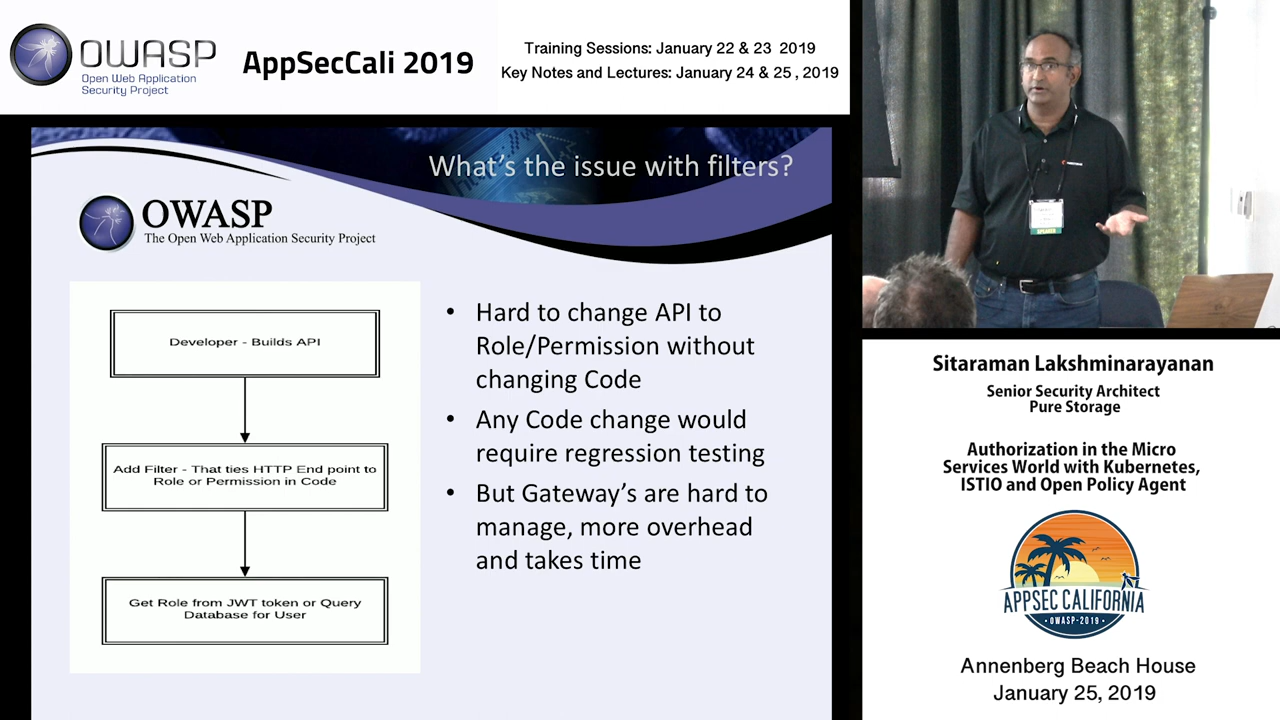 OWASP
Open Web Application
Security Project
AppSecCali 2019
Training Sessions: January 22 & 23 2019
Key Notes and Lectures: January 24 & 25 , 2019
What's the issue with filters?
OWASP
The Open Web Application Security Project
Developer - Builds API
Add Filter - That ties HTTP End point to
Role or Permission in Code
Get Role from JWT token or Query
Database for User
• Hard to change API to
Role/Permission without
changing Code
• Any Code change would
require regression testing
• But Gateway's are hard to
manage, more overhead
and takes time
SPEAKER
Sitaraman Lakshminarayanan
Senior Security Architect
Pure Storage
Authorization in the Micro
Services World with Kubernetes,
ISTIO and Open Policy Agent
APPSEC CALIFORNIA
• OWASP-2019 •
Annenberg Beach House
January 25, 2019